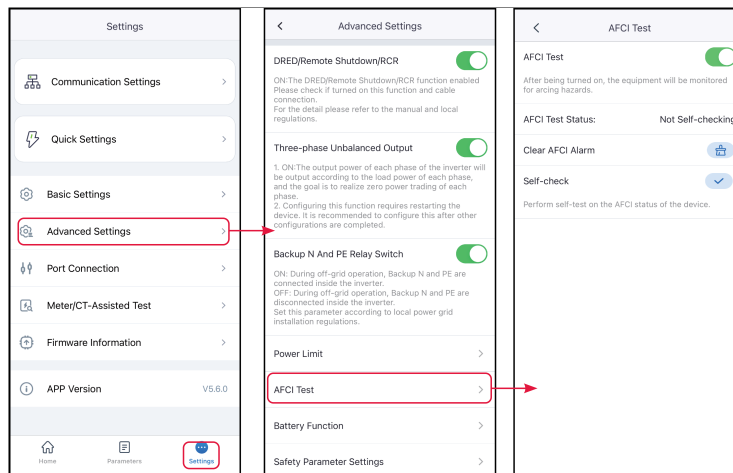 Settings
Communication Settings
Quick Settings
Basic Settings
Advanced Settings
Port Connection
Meter/CT-Assisted Test
Firmware Information
APP Version V5.6.0
Home Parameters Settings
Advanced Settings
DRED/Remote Shutdown/RCR
ON:The DRED/Remote Shutdown/RCR function enabled
Please check if turned on this function and cable
connection.
For the detail please refer to the manual and local
regulations.
Three-phase Unbalanced Output
1. ON:The output power of each phase of the inverter will
be output according to the load power of each phase,
and the goal is to realize zero power trading of each
phase.
2. Configuring this function requires restarting the
device. It is recommended to configure this after other
configurations are completed.
Backup N And PE Relay Switch
ON: During off-grid operation, Backup N and PE are
connected inside the inverter.
OFF: During off-grid operation, Backup N and PE are
disconnected inside the inverter.
Set this parameter according to local power grid
installation regulations.
Power Limit
AFCI Test
Battery Function
Safety Parameter Settings
AFCI Test
AFCI Test
After being turned on, the equipment will be monitored
for arcing hazards.
AFCI Test Status: Not Self-checking
Clear AFCI Alarm
Self-check
Perform self-test on the AFCI status of the device.